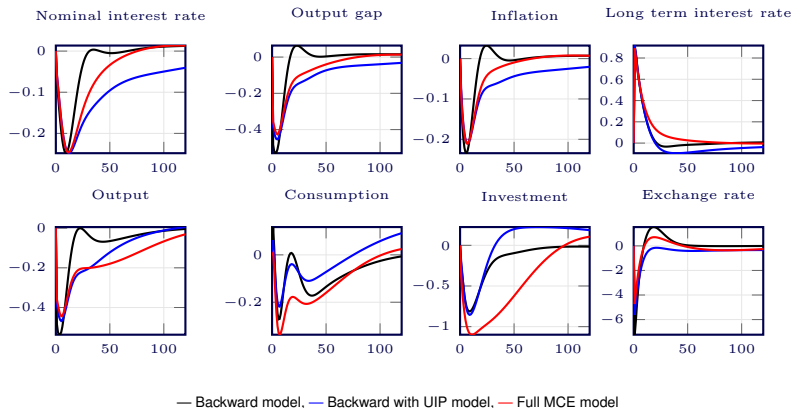 Nominal interest rate
Output gap
Inflation
Long term interest rate
0
−0.1
−0.2
0 50 100
0
−0.2
−0.4
0 50 100
0
−0.1
−0.2
0 50 100
0.8
0.6
0.4
0.2
0
0 50 100
Output
Consumption
Investment
Exchange rate
0
−0.2
−0.4
0 50 100
0
−0.2
0 50 100
0
−0.5
−1
0 50 100
0
−2
−4
−6
0 50 100
Backward model, Backward with UIP model, Full MCE model